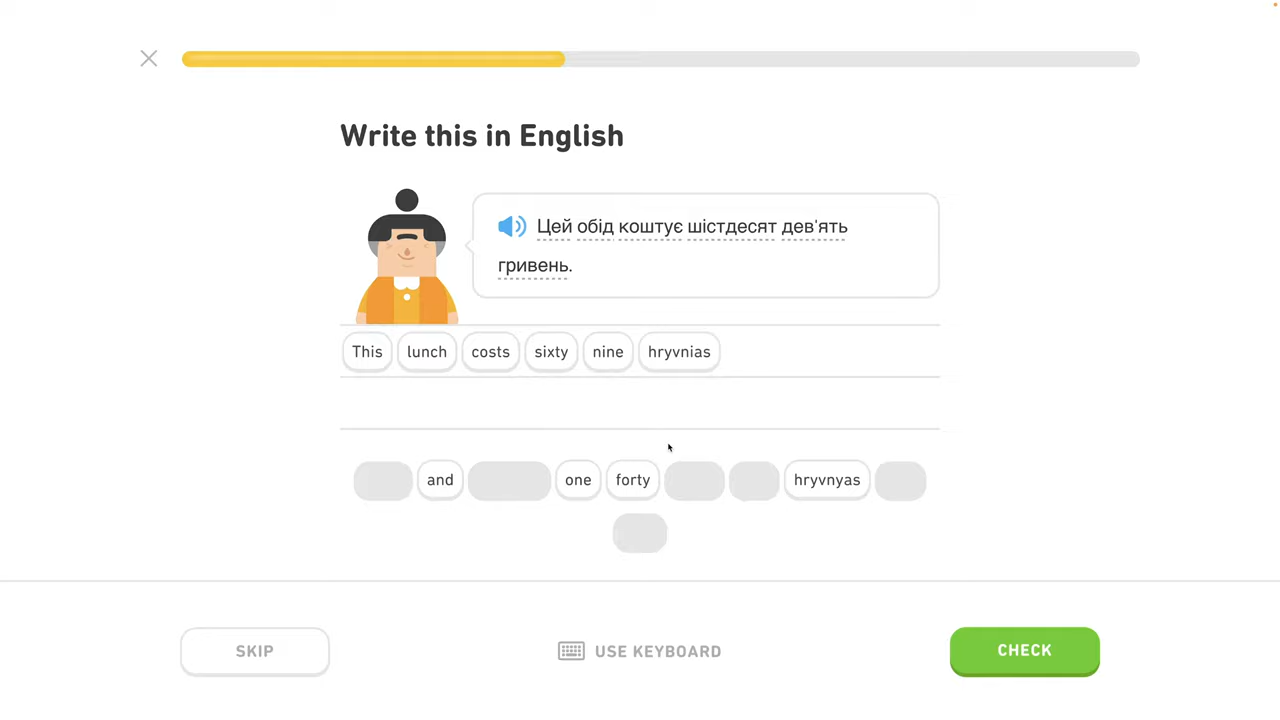 Write this in English
Цей обід коштує шістдесят дев'ять
гривень.
This lunch costs sixty nine hryvnias
and one forty hryvnyas
SKIP USE KEYBOARD CHECK